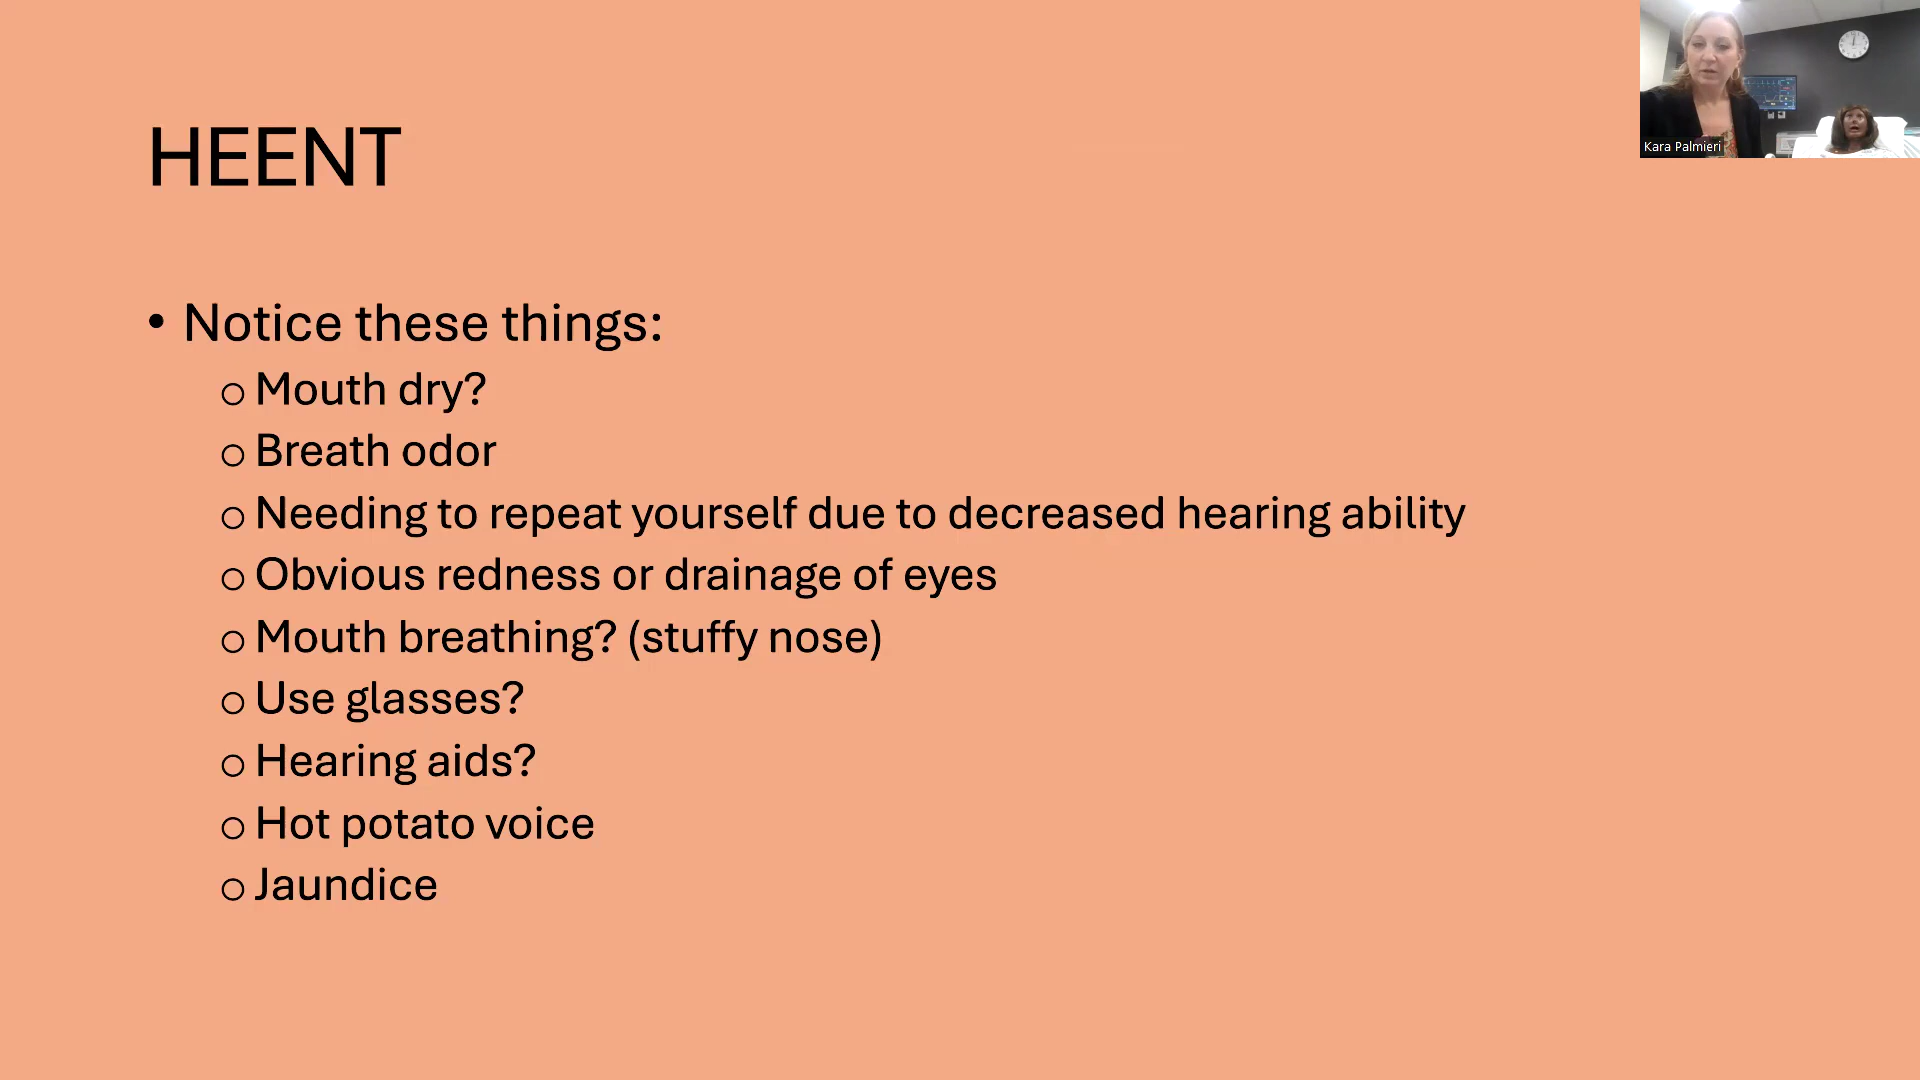 HEENT
• Notice these things:
o Mouth dry?
o Breath odor
o Needing to repeat yourself due to decreased hearing ability
o Obvious redness or drainage of eyes
o Mouth breathing? (stuffy nose)
o Use glasses?
o Hearing aids?
o Hot potato voice
o Jaundice
Kara Palmieri